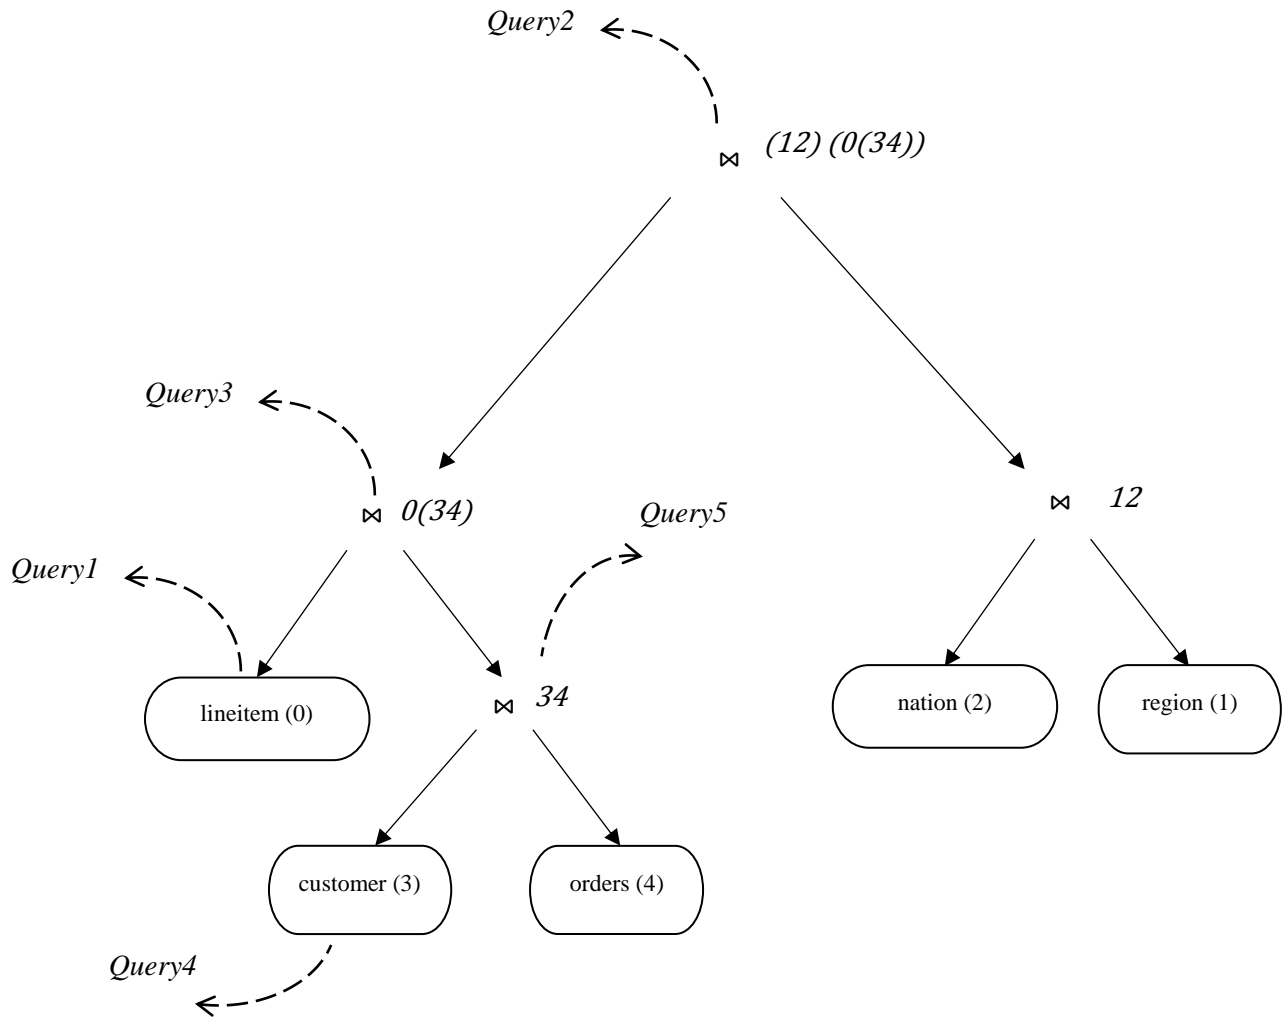 Query2
⋈ (12) (0(34))
Query3
⋈ 0(34)
Query5
⋈ 12
Query1
lineitem (0)
⋈ 34
nation (2)
region (1)
customer (3)
orders (4)
Query4